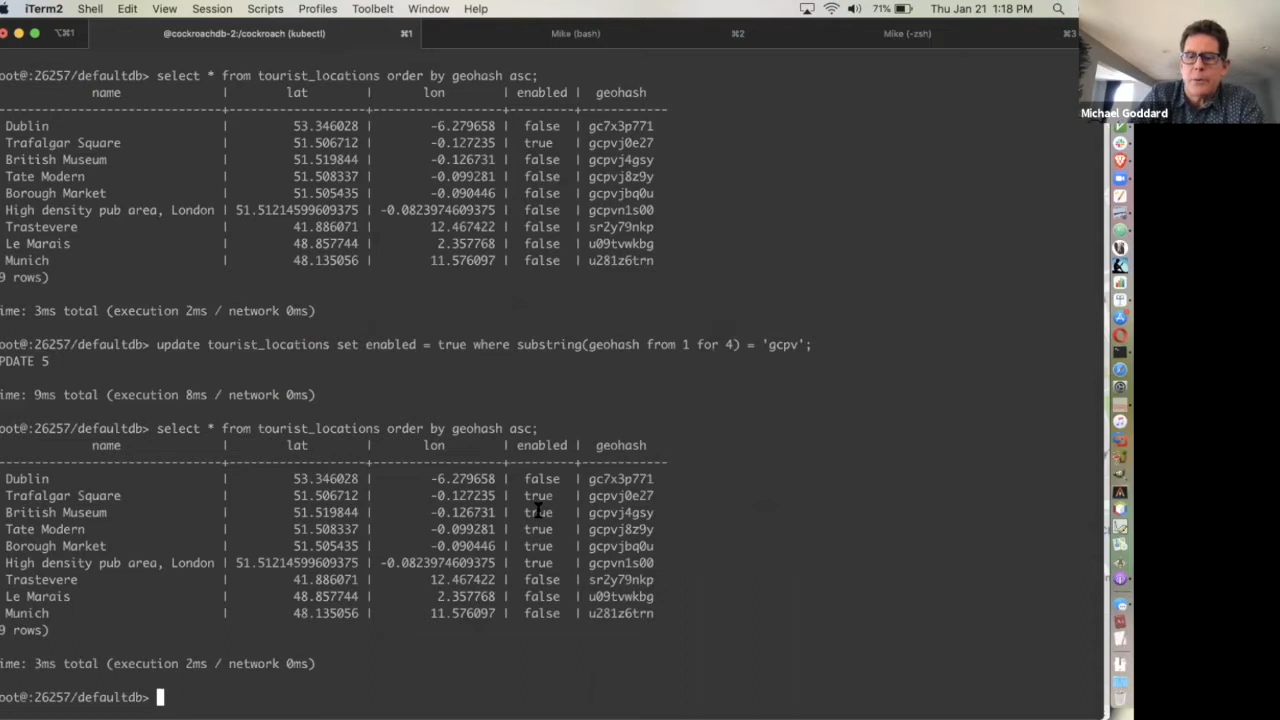 iTerm2 Shell Edit View Session Scripts Profiles Toolbelt Window Help 71% Thu Jan 21 1:18 PM
⌥⌘1 @cockroachdb-2:/cockroach (kubectl) ⌘1 Mike (bash) ⌘2 Mike (-zsh) ⌘3
Michael Goddard
oot@:26257/defaultdb> select * from tourist_locations order by geohash asc;
name | lat | lon | enabled | geohash
Dublin | 53.346028 | -6.279658 | false | gc7x3p771
Trafalgar Square | 51.506712 | -0.127235 | true | gcpvj0e27
British Museum | 51.519844 | -0.126731 | false | gcpvj4gsy
Tate Modern | 51.508337 | -0.099281 | false | gcpvj8z9y
Borough Market | 51.505435 | -0.090446 | false | gcpvjbq0u
High density pub area, London | 51.51214599609375 | -0.0823974609375 | false | gcpvn1s00
Trastevere | 41.886071 | 12.467422 | false | sr2y79nkp
Le Marais | 48.857744 | 2.357768 | false | u09tvwkbg
Munich | 48.135056 | 11.576097 | false | u281z6trn
9 rows)
ime: 3ms total (execution 2ms / network 0ms)
oot@:26257/defaultdb> update tourist_locations set enabled = true where substring(geohash from 1 for 4) = 'gcpv';
PDATE 5
ime: 9ms total (execution 8ms / network 0ms)
oot@:26257/defaultdb> select * from tourist_locations order by geohash asc;
name | lat | lon | enabled | geohash
Dublin | 53.346028 | -6.279658 | false | gc7x3p771
Trafalgar Square | 51.506712 | -0.127235 | true | gcpvj0e27
British Museum | 51.519844 | -0.126731 | true | gcpvj4gsy
Tate Modern | 51.508337 | -0.099281 | true | gcpvj8z9y
Borough Market | 51.505435 | -0.090446 | true | gcpvjbq0u
High density pub area, London | 51.51214599609375 | -0.0823974609375 | true | gcpvn1s00
Trastevere | 41.886071 | 12.467422 | false | sr2y79nkp
Le Marais | 48.857744 | 2.357768 | false | u09tvwkbg
Munich | 48.135056 | 11.576097 | false | u281z6trn
9 rows)
ime: 3ms total (execution 2ms / network 0ms)
oot@:26257/defaultdb>